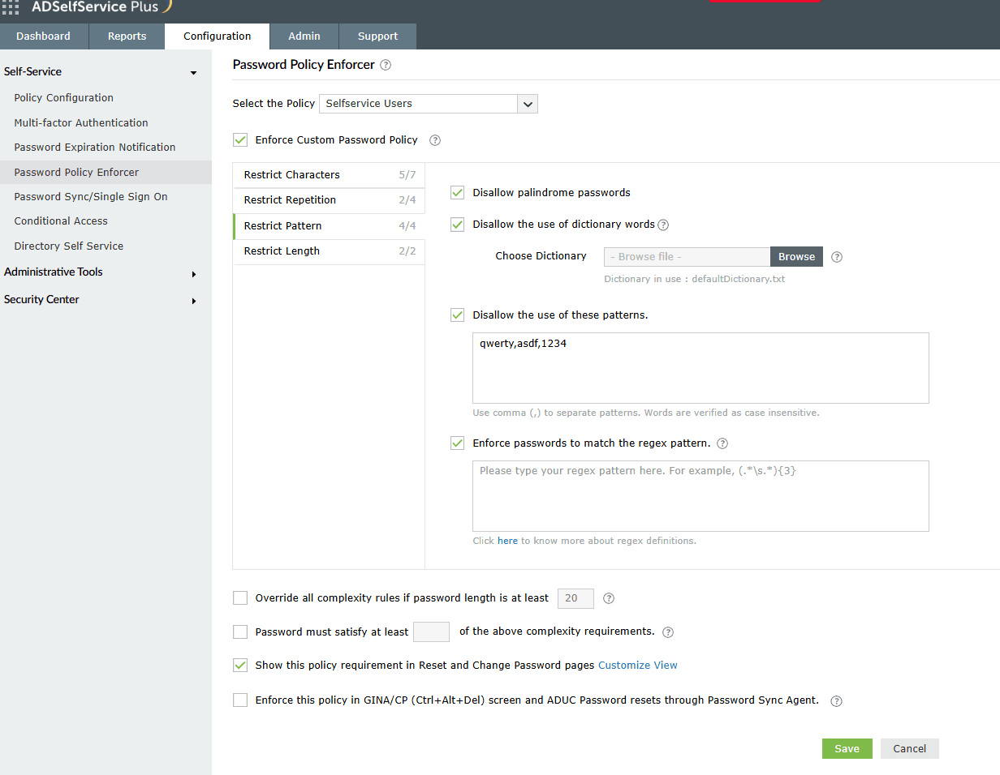 ADSelfService Plus
Dashboard Reports Configuration Admin Support
Self-Service
Policy Configuration
Multi-factor Authentication
Password Expiration Notification
Password Policy Enforcer
Password Sync/Single Sign On
Conditional Access
Directory Self Service
Administrative Tools
Security Center
Password Policy Enforcer ?
Select the Policy Selfservice Users
Enforce Custom Password Policy ?
Restrict Characters 5/7
Restrict Repetition 2/4
Restrict Pattern 4/4
Restrict Length 2/2
Disallow palindrome passwords
Disallow the use of dictionary words ?
Choose Dictionary - Browse file - Browse ?
Dictionary in use : defaultDictionary.txt
Disallow the use of these patterns.
qwerty,asdf,1234
Use comma (,) to separate patterns. Words are verified as case insensitive.
Enforce passwords to match the regex pattern. ?
Please type your regex pattern here. For example, (.*\s.*){3}
Click here to know more about regex definitions.
Override all complexity rules if password length is at least 20 ?
Password must satisfy at least of the above complexity requirements. ?
Show this policy requirement in Reset and Change Password pages Customize View
Enforce this policy in GINA/CP (Ctrl+Alt+Del) screen and ADUC Password resets through Password Sync Agent. ?
Save Cancel